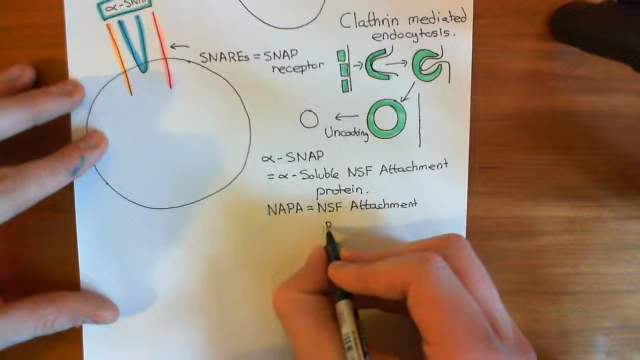 α-SNAP
SNAREs = SNAP
receptor
Clathrin mediated
endocytosis.
Uncoating
α-SNAP
= α-Soluble NSF Attachment
protein.
NAPA = NSF Attachment
P